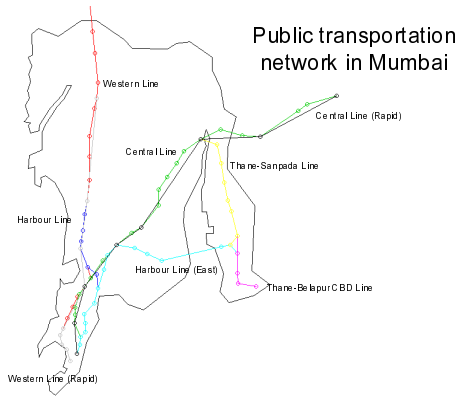 Public transportation
network in Mumbai
Western Line
Central Line (Rapid)
Central Line
Thane-Sanpada Line
Harbour Line
Harbour Line (East)
Thane-Belapur CBD Line
Western Line (Rapid)